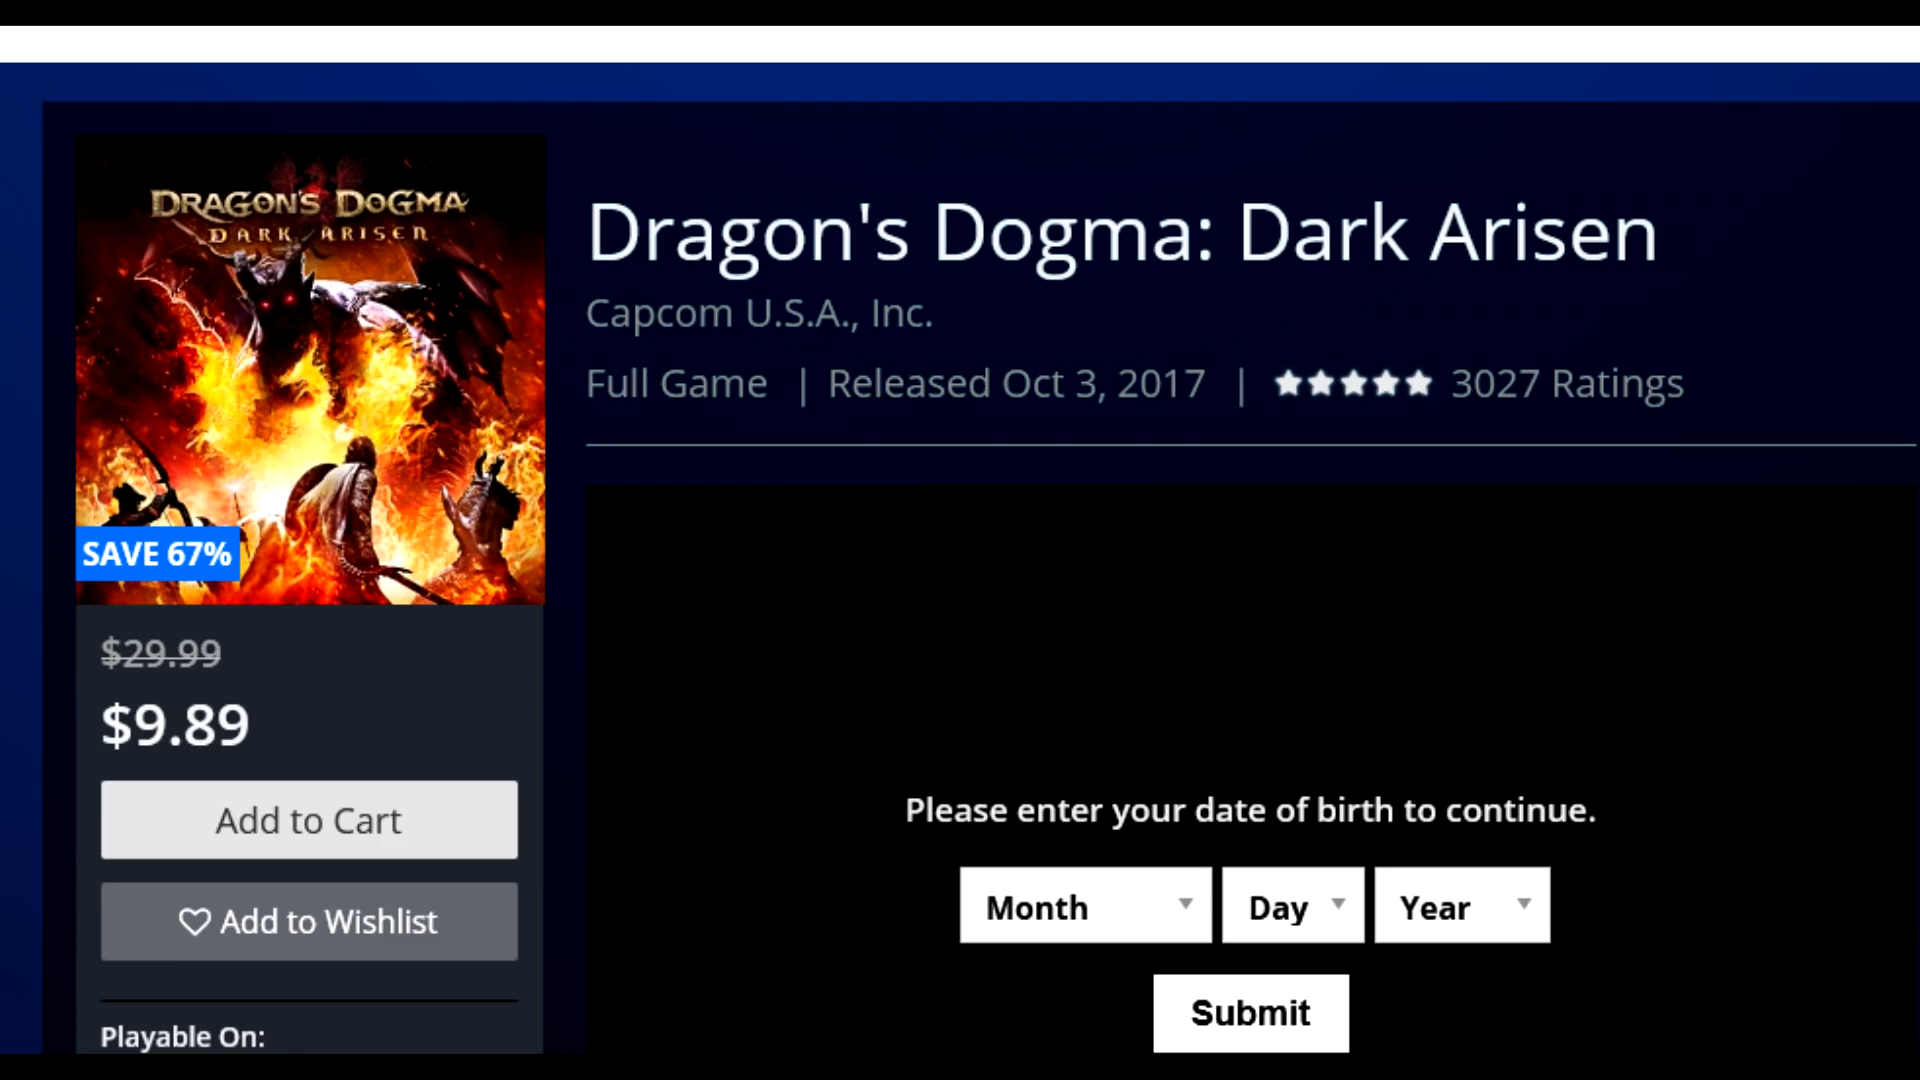 DRAGON'S DOGMA
DARK ARISEN
SAVE 67%
$29.99
$9.89
Add to Cart
Add to Wishlist
Playable On:
Dragon's Dogma: Dark Arisen
Capcom U.S.A., Inc.
Full Game | Released Oct 3, 2017 | 3027 Ratings
Please enter your date of birth to continue.
Month Day Year
Submit